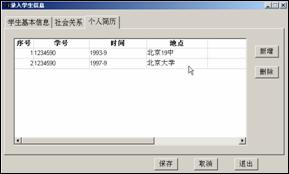 录入学生信息
学生基本信息 社会关系 个人简历
序号 学号 时间 地点
1 1234590 1993-9 北京19中
2 1234590 1997-9 北京大学
新增
删除
保存 取消 退出